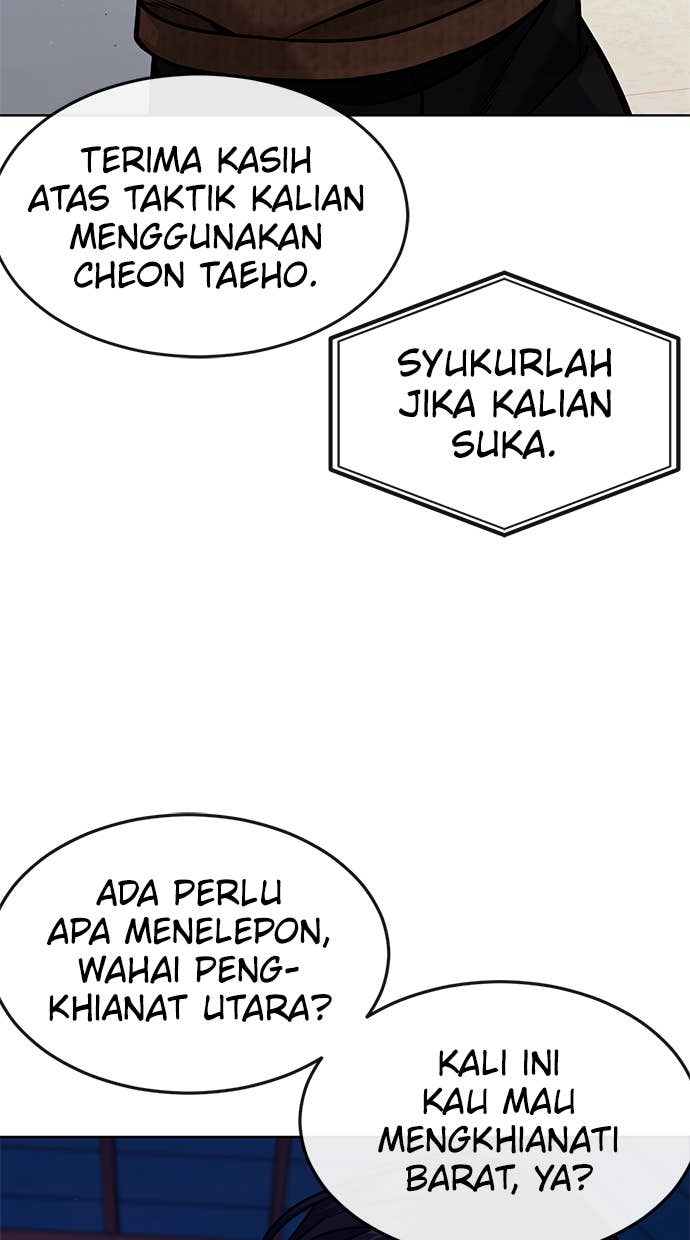 TERIMA KASIH
ATAS TAKTIK KALIAN
MENGGUNAKAN
CHEON TAEHO.
SYUKURLAH
JIKA KALIAN
SUKA.
ADA PERLU
APA MENELEPON,
WAHAI PENG-
KHIANAT UTARA?
KALI INI
KAU MAU
MENGKHIANATI
BARAT, YA?